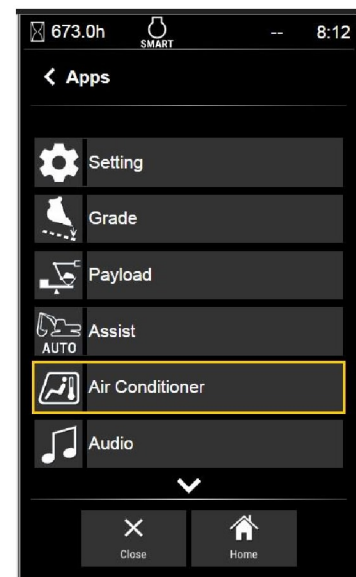 673.0h SMART -- 8:12
Apps
Setting
Grade
Payload
AUTO Assist
Air Conditioner
Audio
Close Home